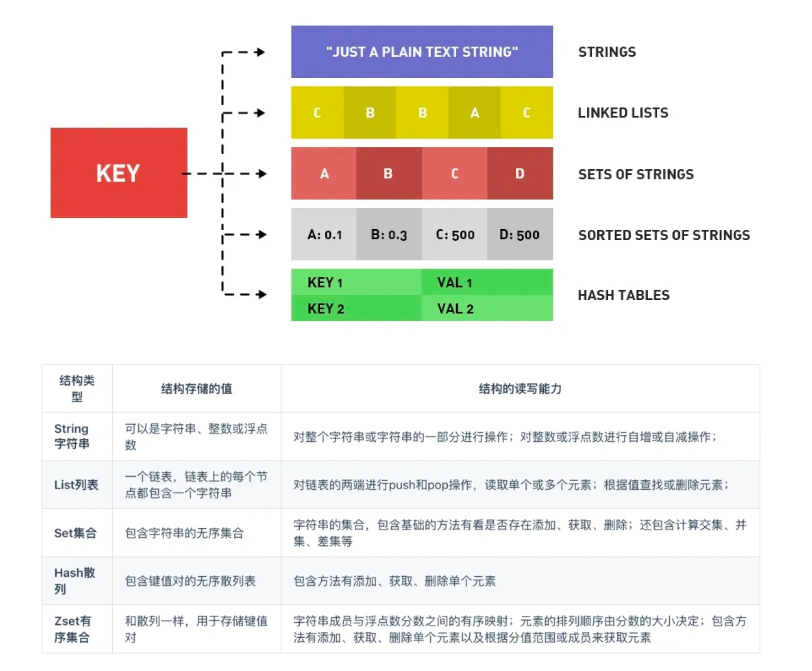 "JUST A PLAIN TEXT STRING"
STRINGS
C B B A C
LINKED LISTS
KEY
A B C D
SETS OF STRINGS
A: 0.1 B: 0.3 C: 500 D: 500
SORTED SETS OF STRINGS
KEY 1 VAL 1
KEY 2 VAL 2
HASH TABLES
结构类
型
结构存储的值
结构的读写能力
String
字符串
可以是字符串、整数或浮点
数
对整个字符串或字符串的一部分进行操作；对整数或浮点数进行自增或自减操作；
List列表
一个链表，链表上的每个节
点都包含一个字符串
对链表的两端进行push和pop操作，读取单个或多个元素；根据值查找或删除元素；
Set集合
包含字符串的无序集合
字符串的集合，包含基础的方法有看是否存在添加、获取、删除；还包含计算交集、并
集、差集等
Hash散
列
包含键值对的无序散列表
包含方法有添加、获取、删除单个元素
Zset有
序集合
和散列一样，用于存储键值
对
字符串成员与浮点数分数之间的有序映射；元素的排列顺序由分数的大小决定；包含方
法有添加、获取、删除单个元素以及根据分值范围或成员来获取元素